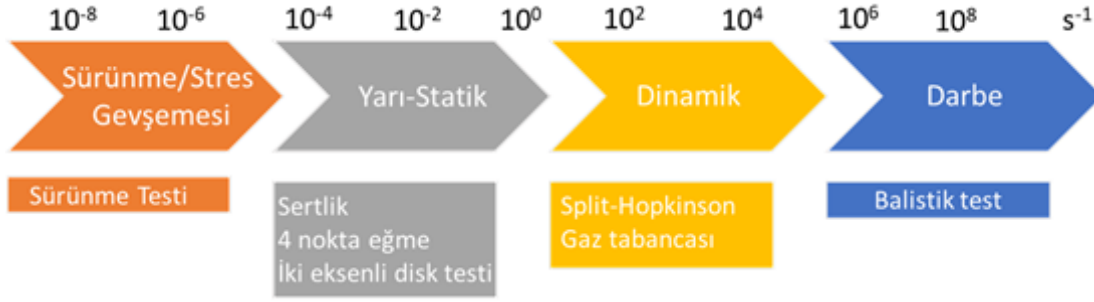 10⁻⁸ 10⁻⁶ 10⁻⁴ 10⁻² 10⁰ 10² 10⁴ 10⁶ 10⁸ s⁻¹
Sürünme/Stres
Gevşemesi
Yarı-Statik
Dinamik
Darbe
Sürünme Testi
Sertlik
4 nokta eğme
İki eksenli disk testi
Split-Hopkinson
Gaz tabancası
Balistik test